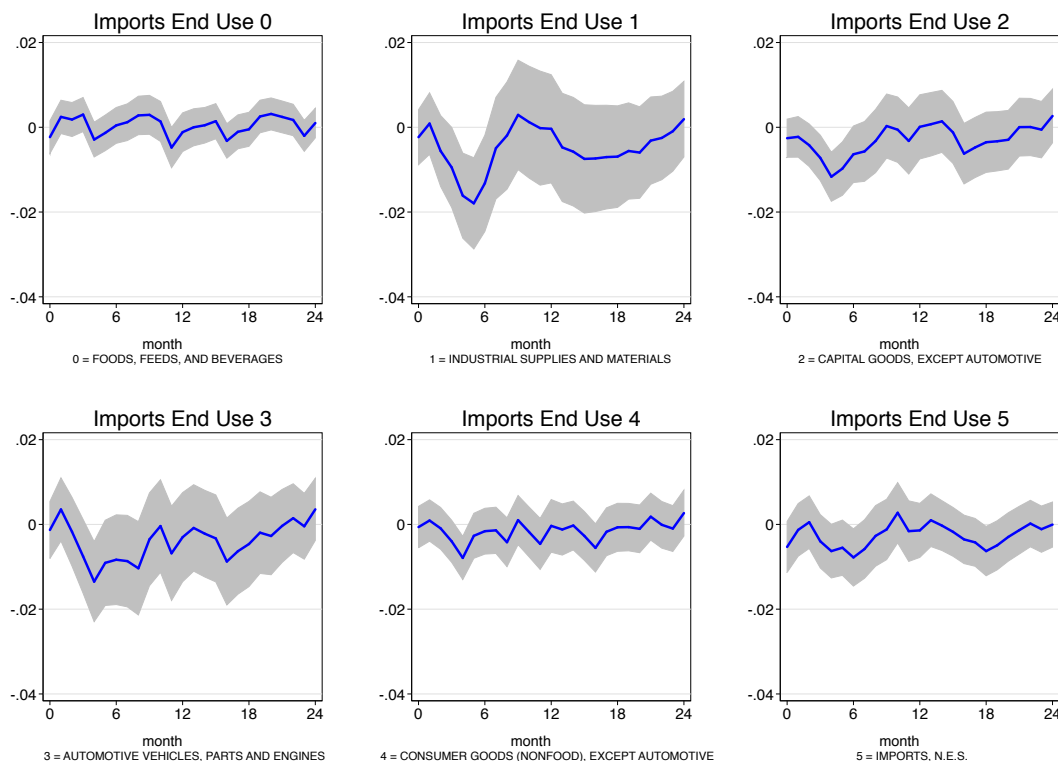 Imports End Use 0
.02
0
-.02
-.04
0 6 12 18 24
month
0 = FOODS, FEEDS, AND BEVERAGES
Imports End Use 1
.02
0
-.02
-.04
0 6 12 18 24
month
1 = INDUSTRIAL SUPPLIES AND MATERIALS
Imports End Use 2
.02
0
-.02
-.04
0 6 12 18 24
month
2 = CAPITAL GOODS, EXCEPT AUTOMOTIVE
Imports End Use 3
.02
0
-.02
-.04
0 6 12 18 24
month
3 = AUTOMOTIVE VEHICLES, PARTS AND ENGINES
Imports End Use 4
.02
0
-.02
-.04
0 6 12 18 24
month
4 = CONSUMER GOODS (NONFOOD), EXCEPT AUTOMOTIVE
Imports End Use 5
.02
0
-.02
-.04
0 6 12 18 24
month
5 = IMPORTS, N.E.S.